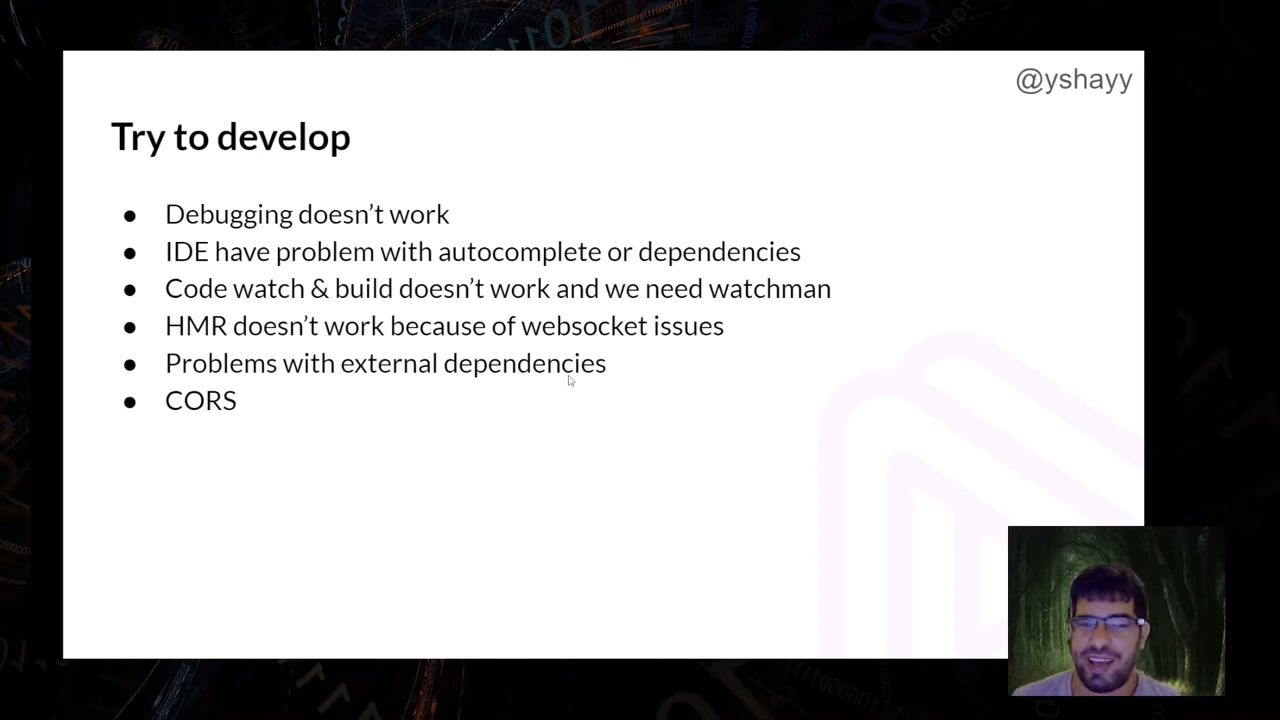 @yshayy
Try to develop
● Debugging doesn't work
● IDE have problem with autocomplete or dependencies
● Code watch & build doesn't work and we need watchman
● HMR doesn't work because of websocket issues
● Problems with external dependencies
● CORS